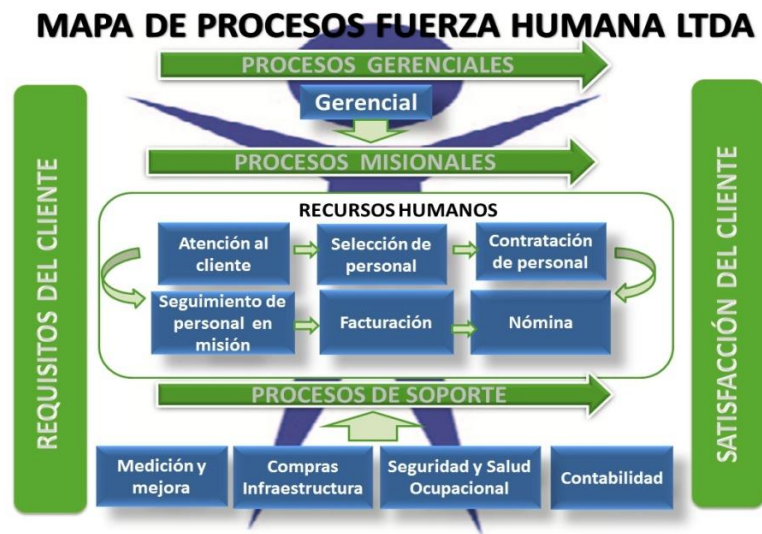 MAPA DE PROCESOS FUERZA HUMANA LTDA
PROCESOS GERENCIALES
Gerencial
PROCESOS MISIONALES
REQUISITOS DEL CLIENTE
RECURSOS HUMANOS
Atención al
cliente
Selección de
personal
Contratación
de personal
Seguimiento de
personal en
misión
Facturación
Nómina
SATISFACCIÓN DEL CLIENTE
PROCESOS DE SOPORTE
Medición y
mejora
Compras
Infraestructura
Seguridad y Salud
Ocupacional
Contabilidad